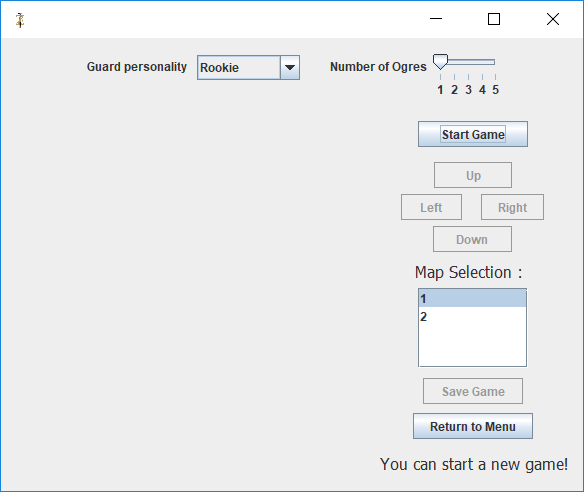 Guard personality Rookie Number of Ogres
1 2 3 4 5
Start Game
Up
Left Right
Down
Map Selection :
1
2
Save Game
Return to Menu
You can start a new game!